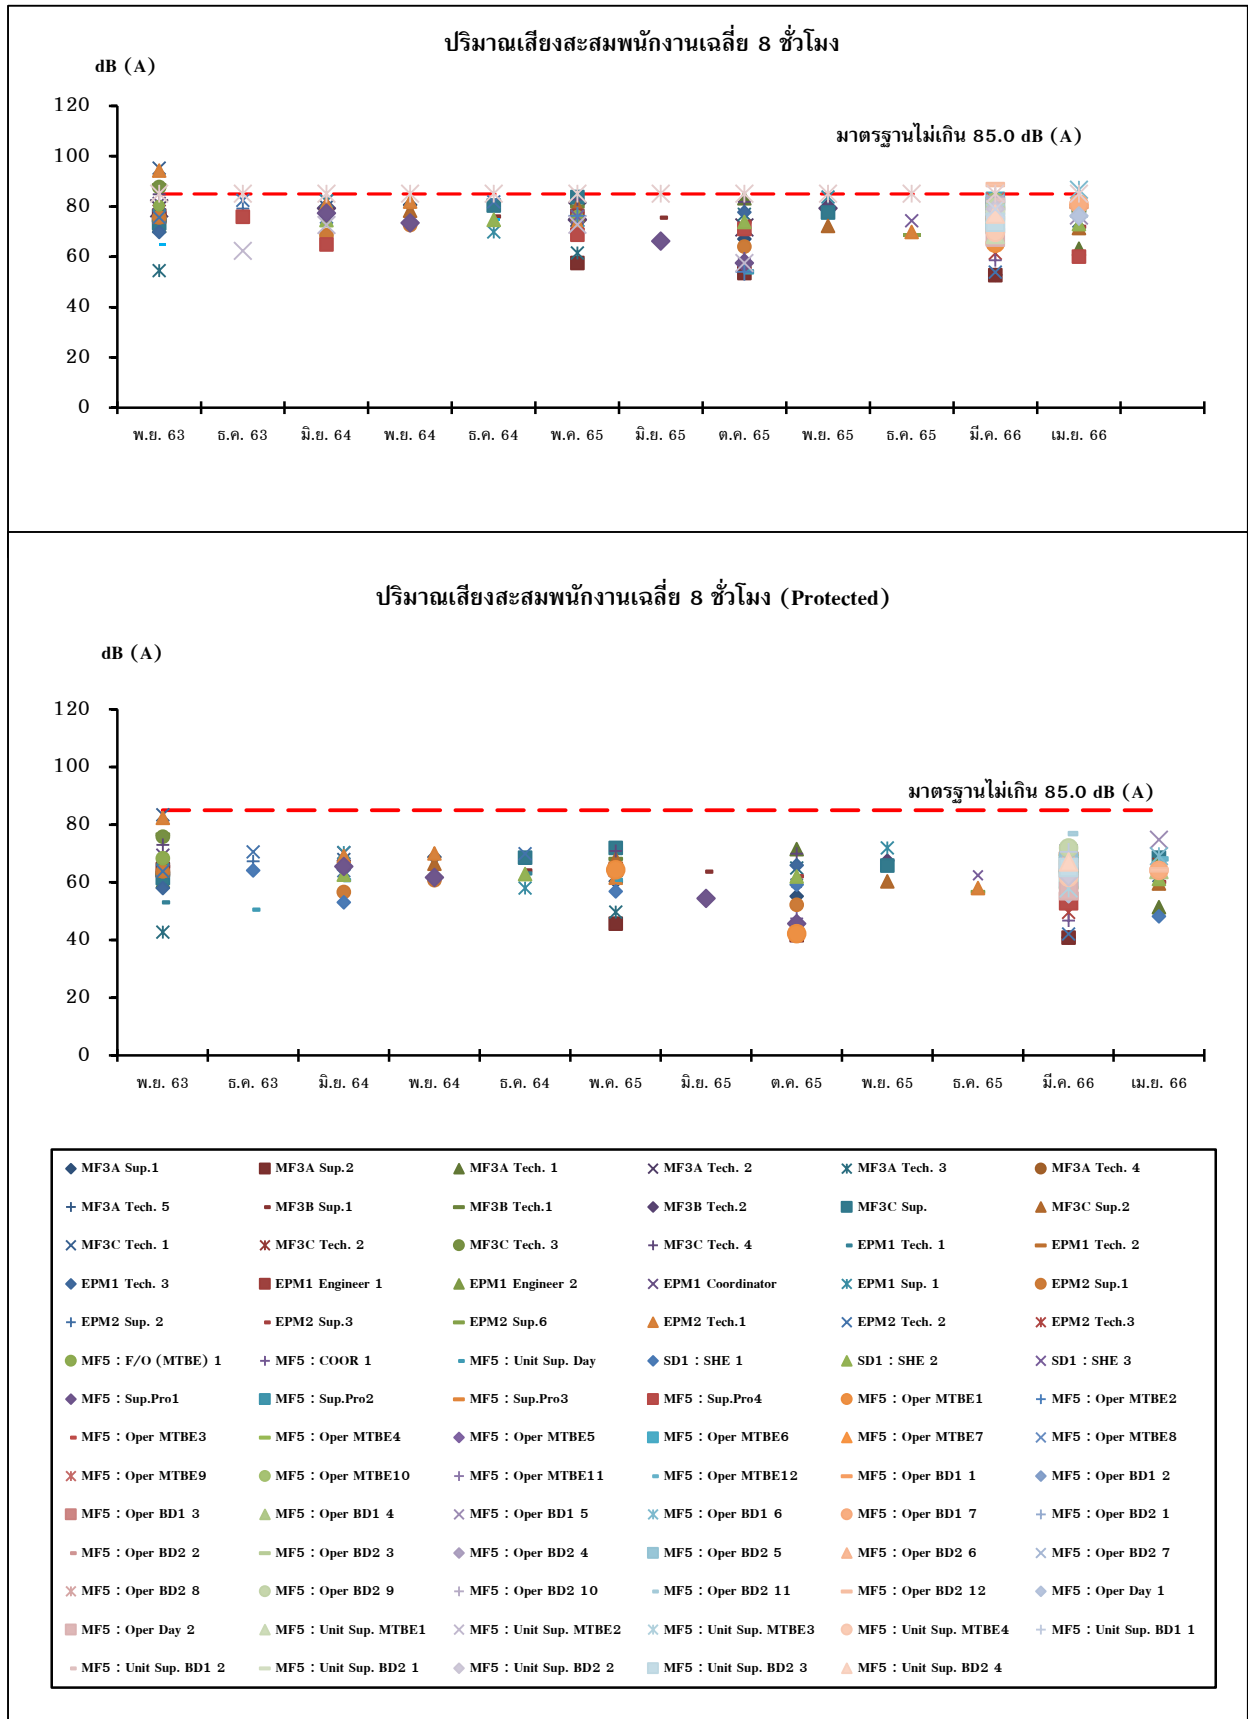 ปริมาณเสียงสะสมพนักงานเฉลี่ย 8 ชั่วโมง
dB (A)
มาตรฐานไม่เกิน 85.0 dB (A)
120
100
80
60
40
20
0
พ.ย. 63 ธ.ค. 63 มิ.ย. 64 พ.ย. 64 ธ.ค. 64 พ.ค. 65 มิ.ย. 65 ต.ค. 65 พ.ย. 65 ธ.ค. 65 มี.ค. 66 เม.ย. 66
ปริมาณเสียงสะสมพนักงานเฉลี่ย 8 ชั่วโมง (Protected)
dB (A)
มาตรฐานไม่เกิน 85.0 dB (A)
120
100
80
60
40
20
0
พ.ย. 63 ธ.ค. 63 มิ.ย. 64 พ.ย. 64 ธ.ค. 64 พ.ค. 65 มิ.ย. 65 ต.ค. 65 พ.ย. 65 ธ.ค. 65 มี.ค. 66 เม.ย. 66
MF3A Sup.1 MF3A Sup.2 MF3A Tech. 1 MF3A Tech. 2 MF3A Tech. 3 MF3A Tech. 4
MF3A Tech. 5 MF3B Sup.1 MF3B Tech.1 MF3B Tech.2 MF3C Sup. MF3C Sup.2
MF3C Tech. 1 MF3C Tech. 2 MF3C Tech. 3 MF3C Tech. 4 EPM1 Tech. 1 EPM1 Tech. 2
EPM1 Tech. 3 EPM1 Engineer 1 EPM1 Engineer 2 EPM1 Coordinator EPM1 Sup. 1 EPM2 Sup.1
EPM2 Sup. 2 EPM2 Sup.3 EPM2 Sup.6 EPM2 Tech.1 EPM2 Tech. 2 EPM2 Tech.3
MF5 : F/O (MTBE) 1 MF5 : COOR 1 MF5 : Unit Sup. Day SD1 : SHE 1 SD1 : SHE 2 SD1 : SHE 3
MF5 : Sup.Pro1 MF5 : Sup.Pro2 MF5 : Sup.Pro3 MF5 : Sup.Pro4 MF5 : Oper MTBE1 MF5 : Oper MTBE2
MF5 : Oper MTBE3 MF5 : Oper MTBE4 MF5 : Oper MTBE5 MF5 : Oper MTBE6 MF5 : Oper MTBE7 MF5 : Oper MTBE8
MF5 : Oper MTBE9 MF5 : Oper MTBE10 MF5 : Oper MTBE11 MF5 : Oper MTBE12 MF5 : Oper BD1 1 MF5 : Oper BD1 2
MF5 : Oper BD1 3 MF5 : Oper BD1 4 MF5 : Oper BD1 5 MF5 : Oper BD1 6 MF5 : Oper BD1 7 MF5 : Oper BD2 1
MF5 : Oper BD2 2 MF5 : Oper BD2 3 MF5 : Oper BD2 4 MF5 : Oper BD2 5 MF5 : Oper BD2 6 MF5 : Oper BD2 7
MF5 : Oper BD2 8 MF5 : Oper BD2 9 MF5 : Oper BD2 10 MF5 : Oper BD2 11 MF5 : Oper BD2 12 MF5 : Oper Day 1
MF5 : Oper Day 2 MF5 : Unit Sup. MTBE1 MF5 : Unit Sup. MTBE2 MF5 : Unit Sup. MTBE3 MF5 : Unit Sup. MTBE4 MF5 : Unit Sup. BD1 1
MF5 : Unit Sup. BD1 2 MF5 : Unit Sup. BD2 1 MF5 : Unit Sup. BD2 2 MF5 : Unit Sup. BD2 3 MF5 : Unit Sup. BD2 4